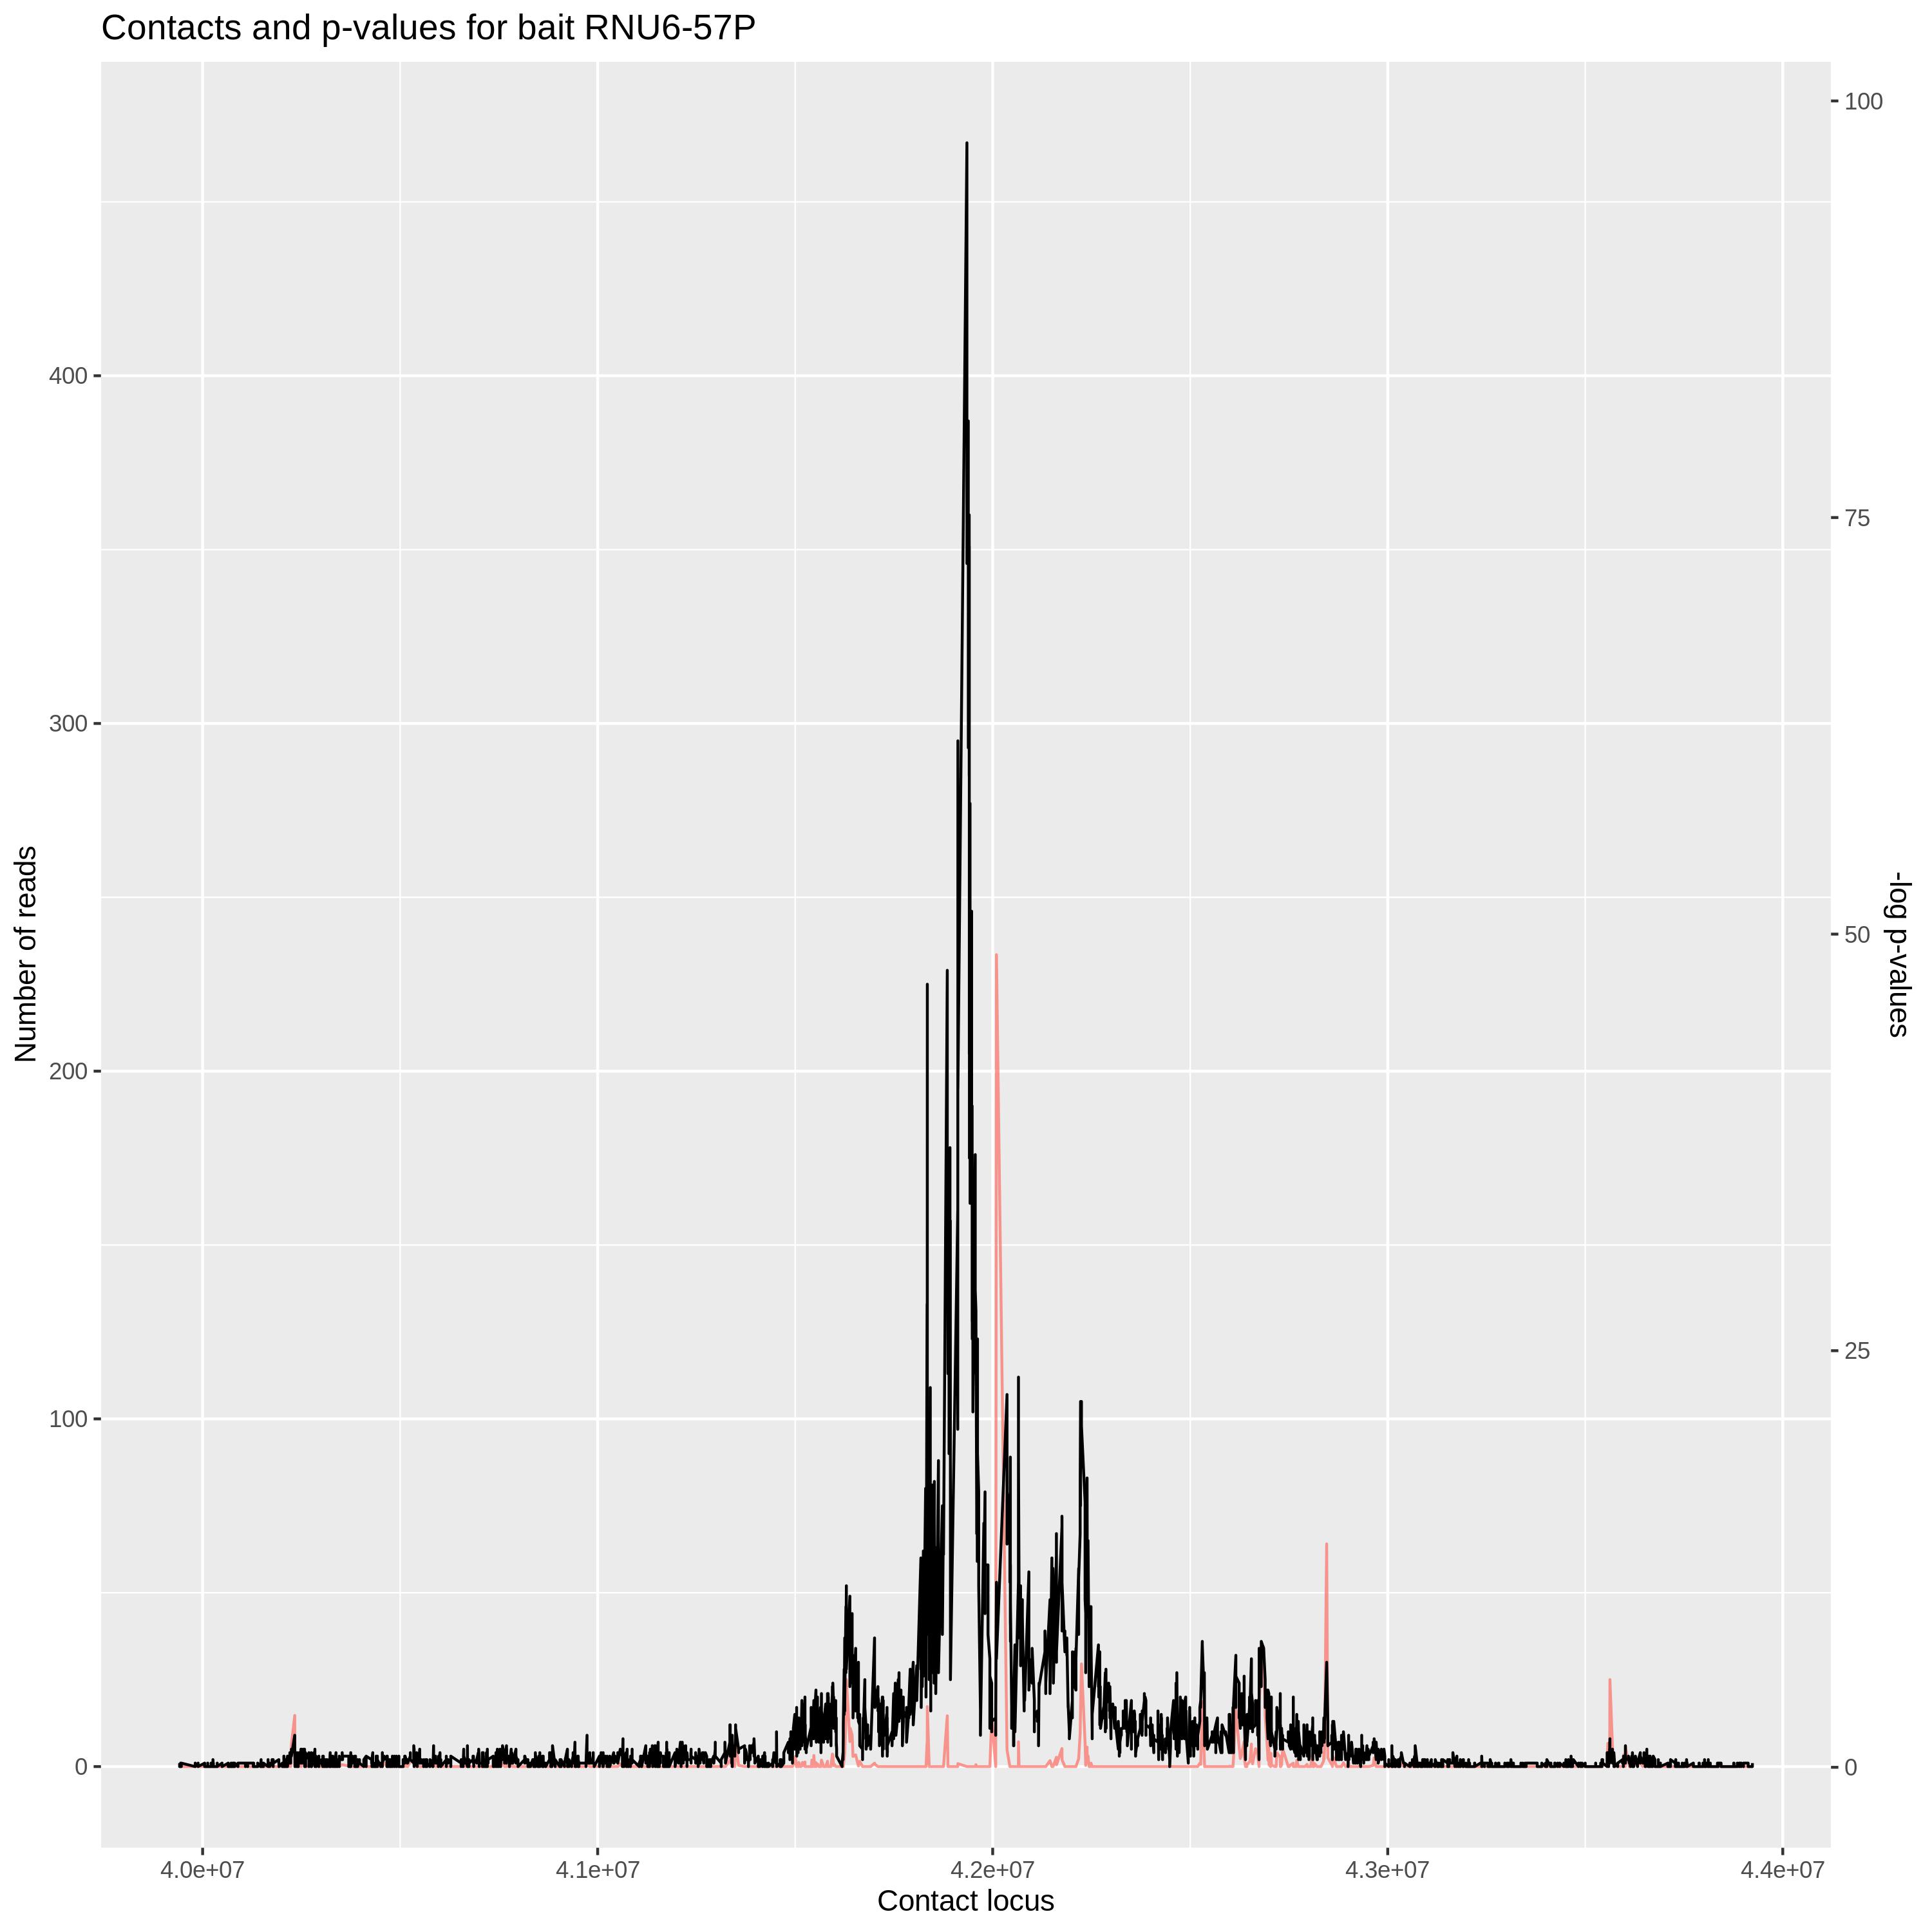 Contacts and p-values for bait RNU6-57P
100
75
50
25
0
400
300
200
100
0
Number of reads
-log p-values
4.0e+07
4.1e+07
4.2e+07
4.3e+07
4.4e+07
Contact locus